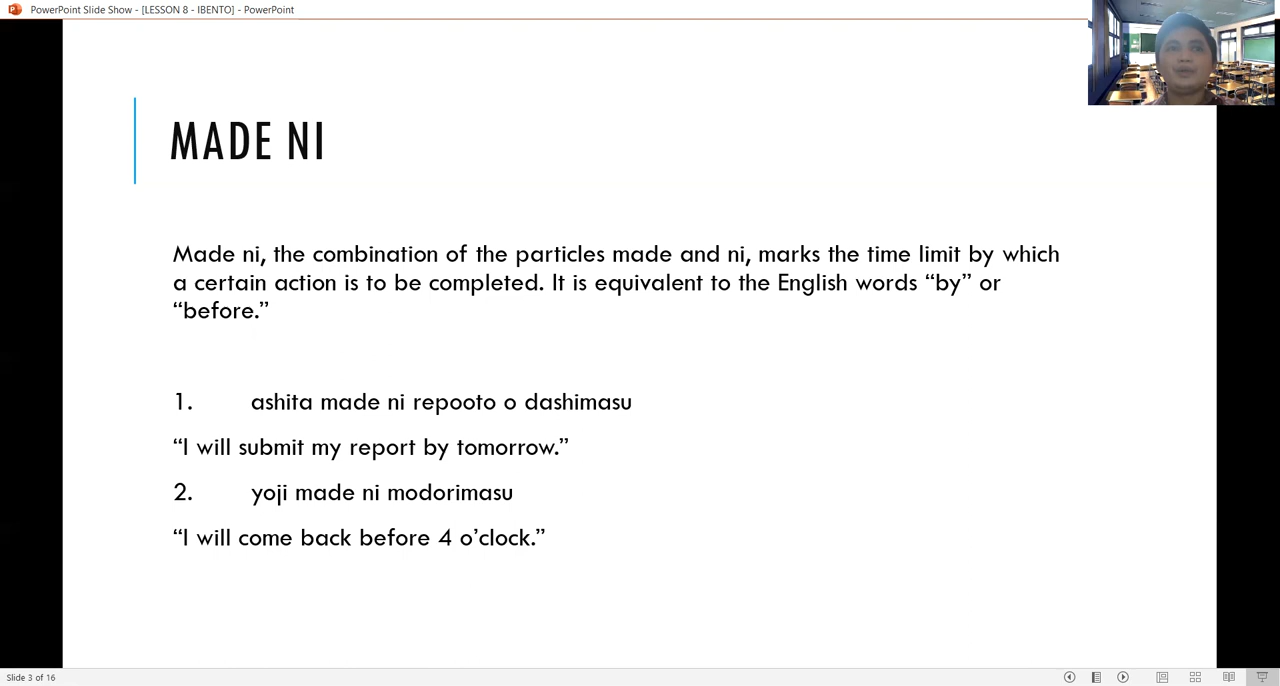 PowerPoint Slide Show - [LESSON 8 - IBENTO] - PowerPoint
MADE NI
Made ni, the combination of the particles made and ni, marks the time limit by which
a certain action is to be completed. It is equivalent to the English words “by” or
“before.”
1. ashita made ni repooto o dashimasu
“I will submit my report by tomorrow.”
2. yoji made ni modorimasu
“I will come back before 4 o’clock.”
Slide 3 of 16